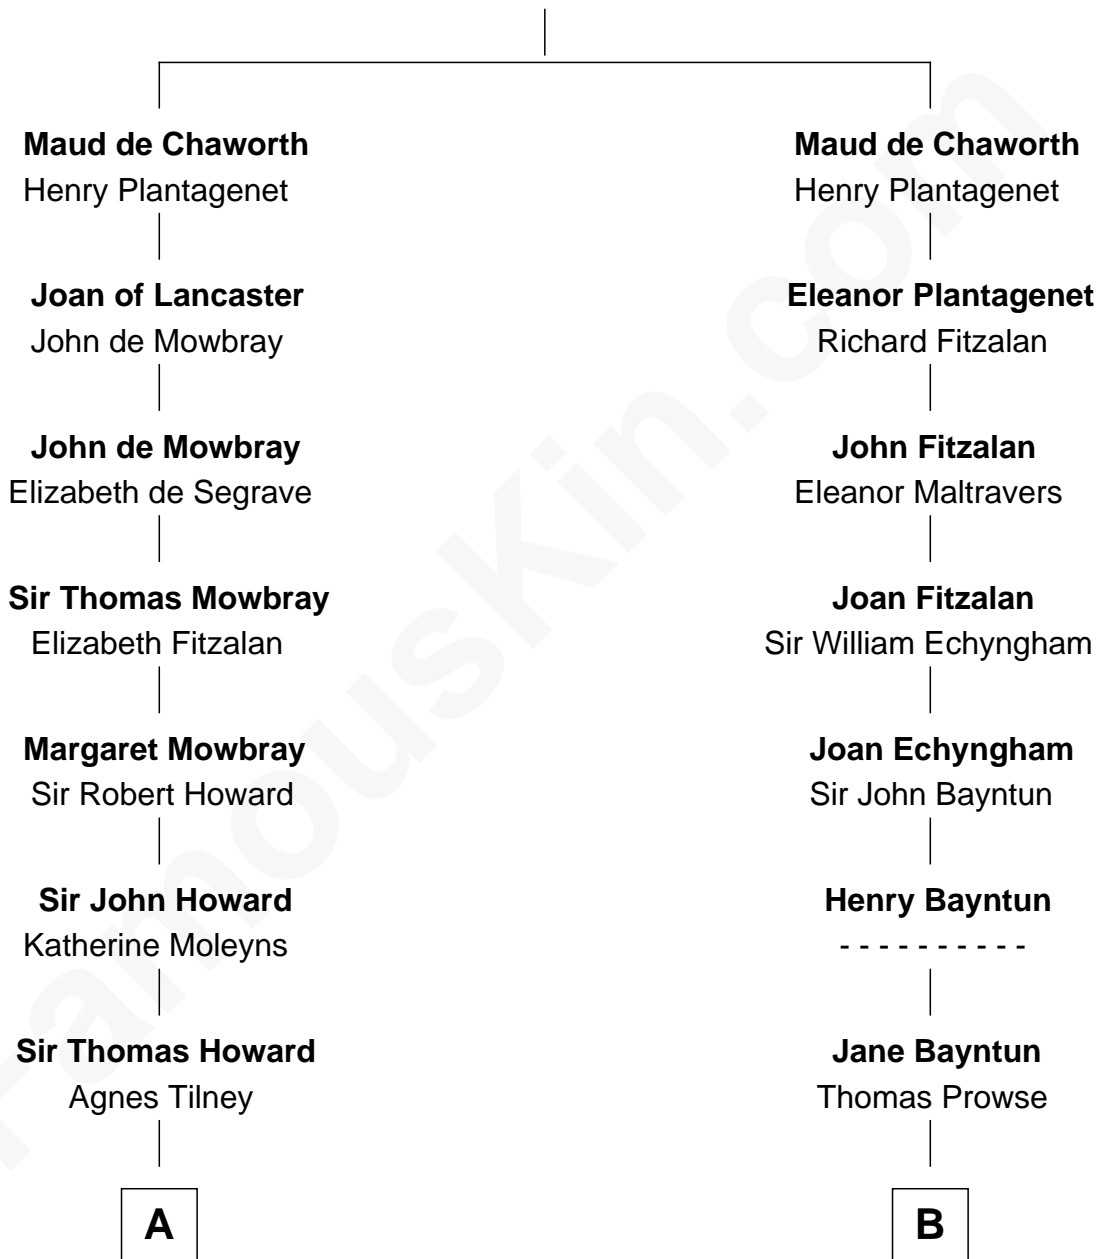 Maud de Chaworth
Henry Plantagenet
Joan of Lancaster
John de Mowbray
John de Mowbray
Elizabeth de Segrave
Sir Thomas Mowbray
Elizabeth Fitzalan
Margaret Mowbray
Sir Robert Howard
Sir John Howard
Katherine Moleyns
Sir Thomas Howard
Agnes Tilney
A
Maud de Chaworth
Henry Plantagenet
Eleanor Plantagenet
Richard Fitzalan
John Fitzalan
Eleanor Maltravers
Joan Fitzalan
Sir William Echyngham
Joan Echyngham
Sir John Bayntun
Henry Bayntun
- - - - - - - - - -
Jane Bayntun
Thomas Prowse
B
FamousKin.com